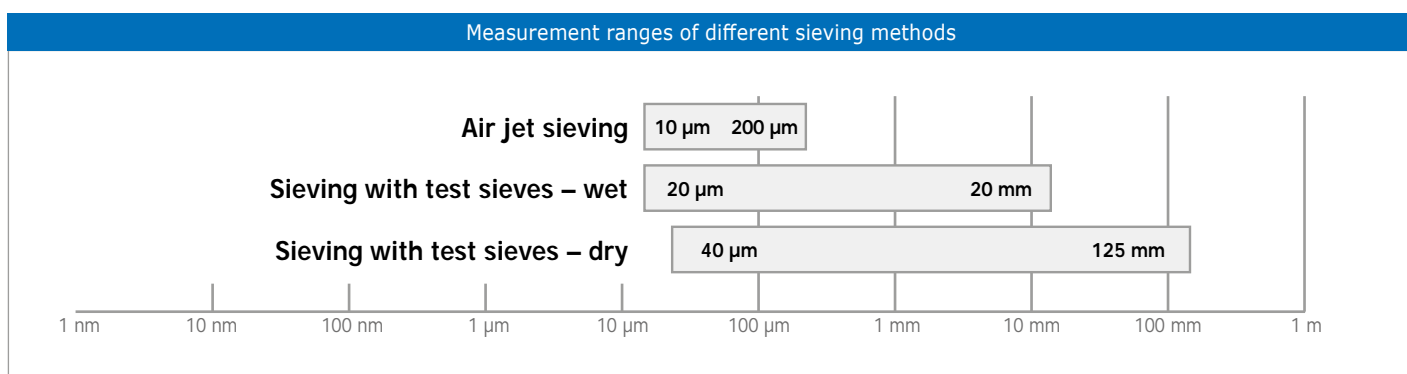 Measurement ranges of different sieving methods
Air jet sieving 10 µm 200 µm
Sieving with test sieves – wet 20 µm 20 mm
Sieving with test sieves – dry 40 µm 125 mm
1 nm 10 nm 100 nm 1 µm 10 µm 100 µm 1 mm 10 mm 100 mm 1 m